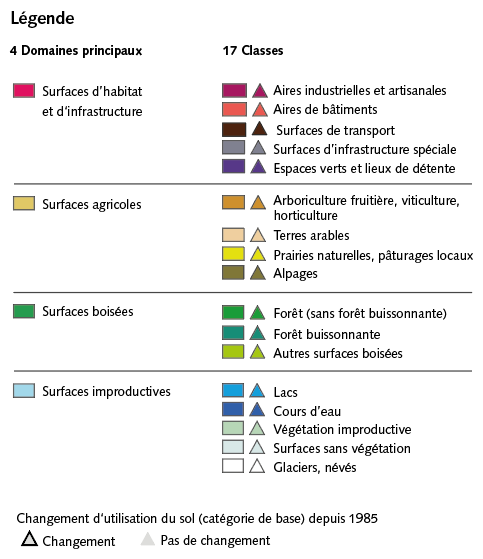 Légende
4 Domaines principaux
17 Classes
Surfaces d'habitat
et d'infrastructure
Aires industrielles et artisanales
Aires de bâtiments
Surfaces de transport
Surfaces d'infrastructure spéciale
Espaces verts et lieux de détente
Surfaces agricoles
Arboriculture fruitière, viticulture,
horticulture
Terres arables
Prairies naturelles, pâturages locaux
Alpages
Surfaces boisées
Forêt (sans forêt buissonnante)
Forêt buissonnante
Autres surfaces boisées
Surfaces improductives
Lacs
Cours d'eau
Végétation improductive
Surfaces sans végétation
Glaciers, névés
Changement d'utilisation du sol (catégorie de base) depuis 1985
Changement
Pas de changement